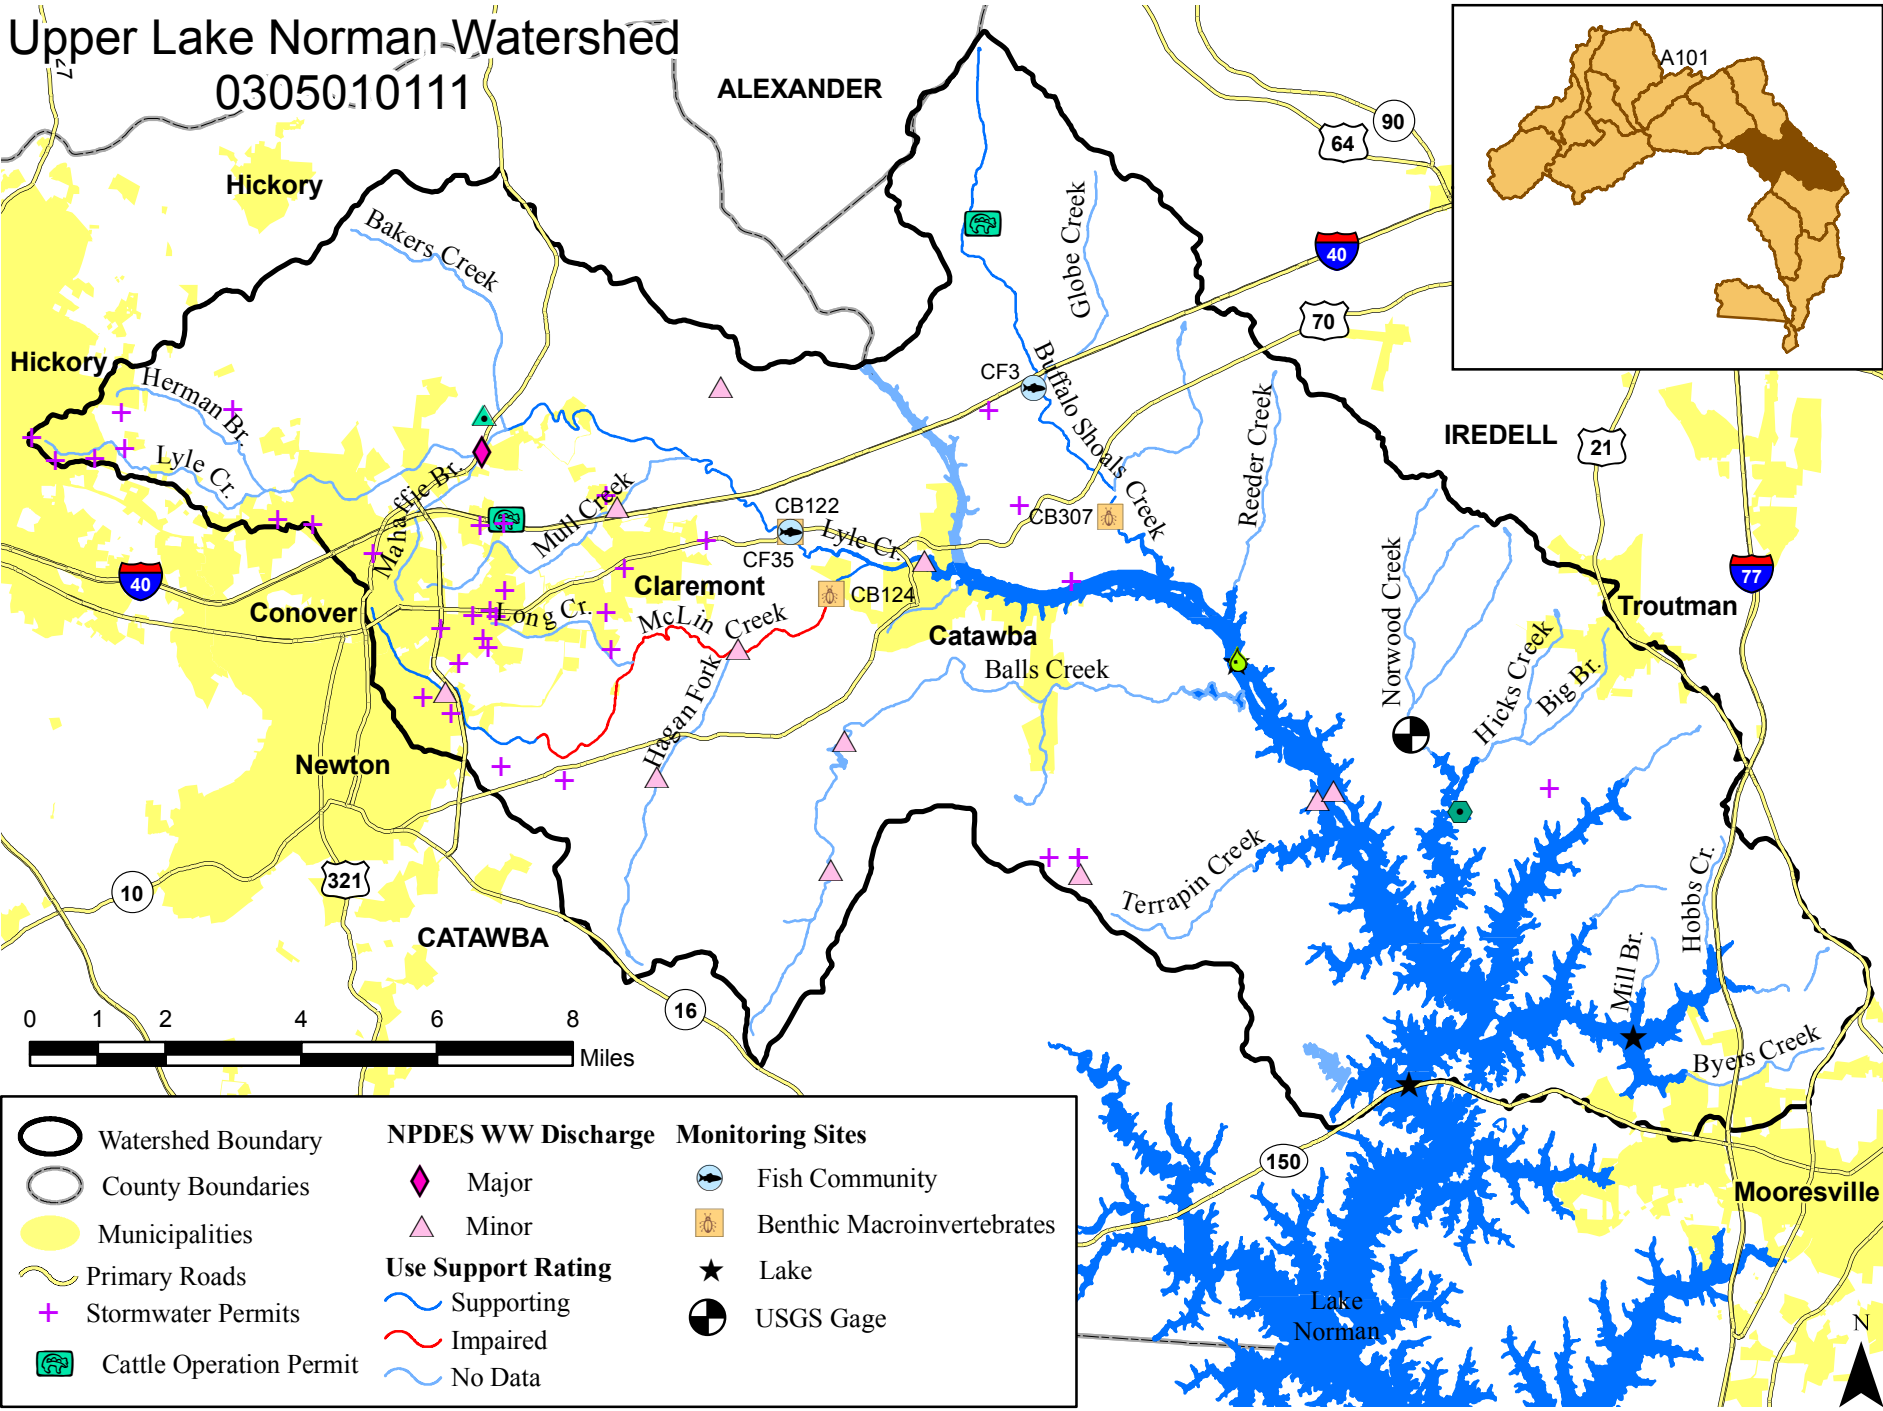 Upper Lake Norman Watershed
0305010111
27
A101
ALEXANDER
90
64
Hickory
Bakers Creek
Globe Creek
40
70
Hickory
Herman Br.
CF3
Buffalo Shoals Creek
Reeder Creek
IREDELL
21
Lyle Cr.
Mahaffie Br.
Mull Creek
CB122
CB307
Lyle Cr.
CF35
40
Claremont
CB124
Norwood Creek
77
Troutman
Conover
Long Cr.
McLin Creek
Catawba
Balls Creek
Hicks Creek
Big Br.
Hagan Fork
Newton
10
321
Terrapin Creek
Hobbs Cr.
CATAWBA
Mill Br.
16
0 1 2 4 6 8
Miles
Byers Creek
150
Mooresville
Lake
Norman
N
Watershed Boundary
County Boundaries
Municipalities
Primary Roads
Stormwater Permits
Cattle Operation Permit
NPDES WW Discharge
Major
Minor
Use Support Rating
Supporting
Impaired
No Data
Monitoring Sites
Fish Community
Benthic Macroinvertebrates
Lake
USGS Gage